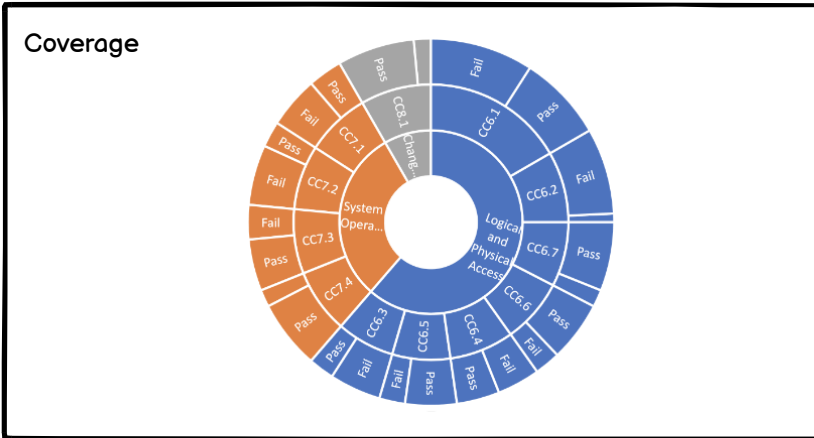 Coverage
Fail
Pass
CC6.1
Fail
CC6.2
Pass
CC6.7
Pass
CC6.6
Fail
Fail
CC6.4
Pass
Pass
CC6.5
Fail
Fail
CC6.3
Pass
Logical
and
Physical
Access
Pass
CC7.4
Pass
CC7.3
Fail
Fail
CC7.2
Pass
Fail
CC7.1
Pass
System
Opera...
Pass
CC8.1
Chang...